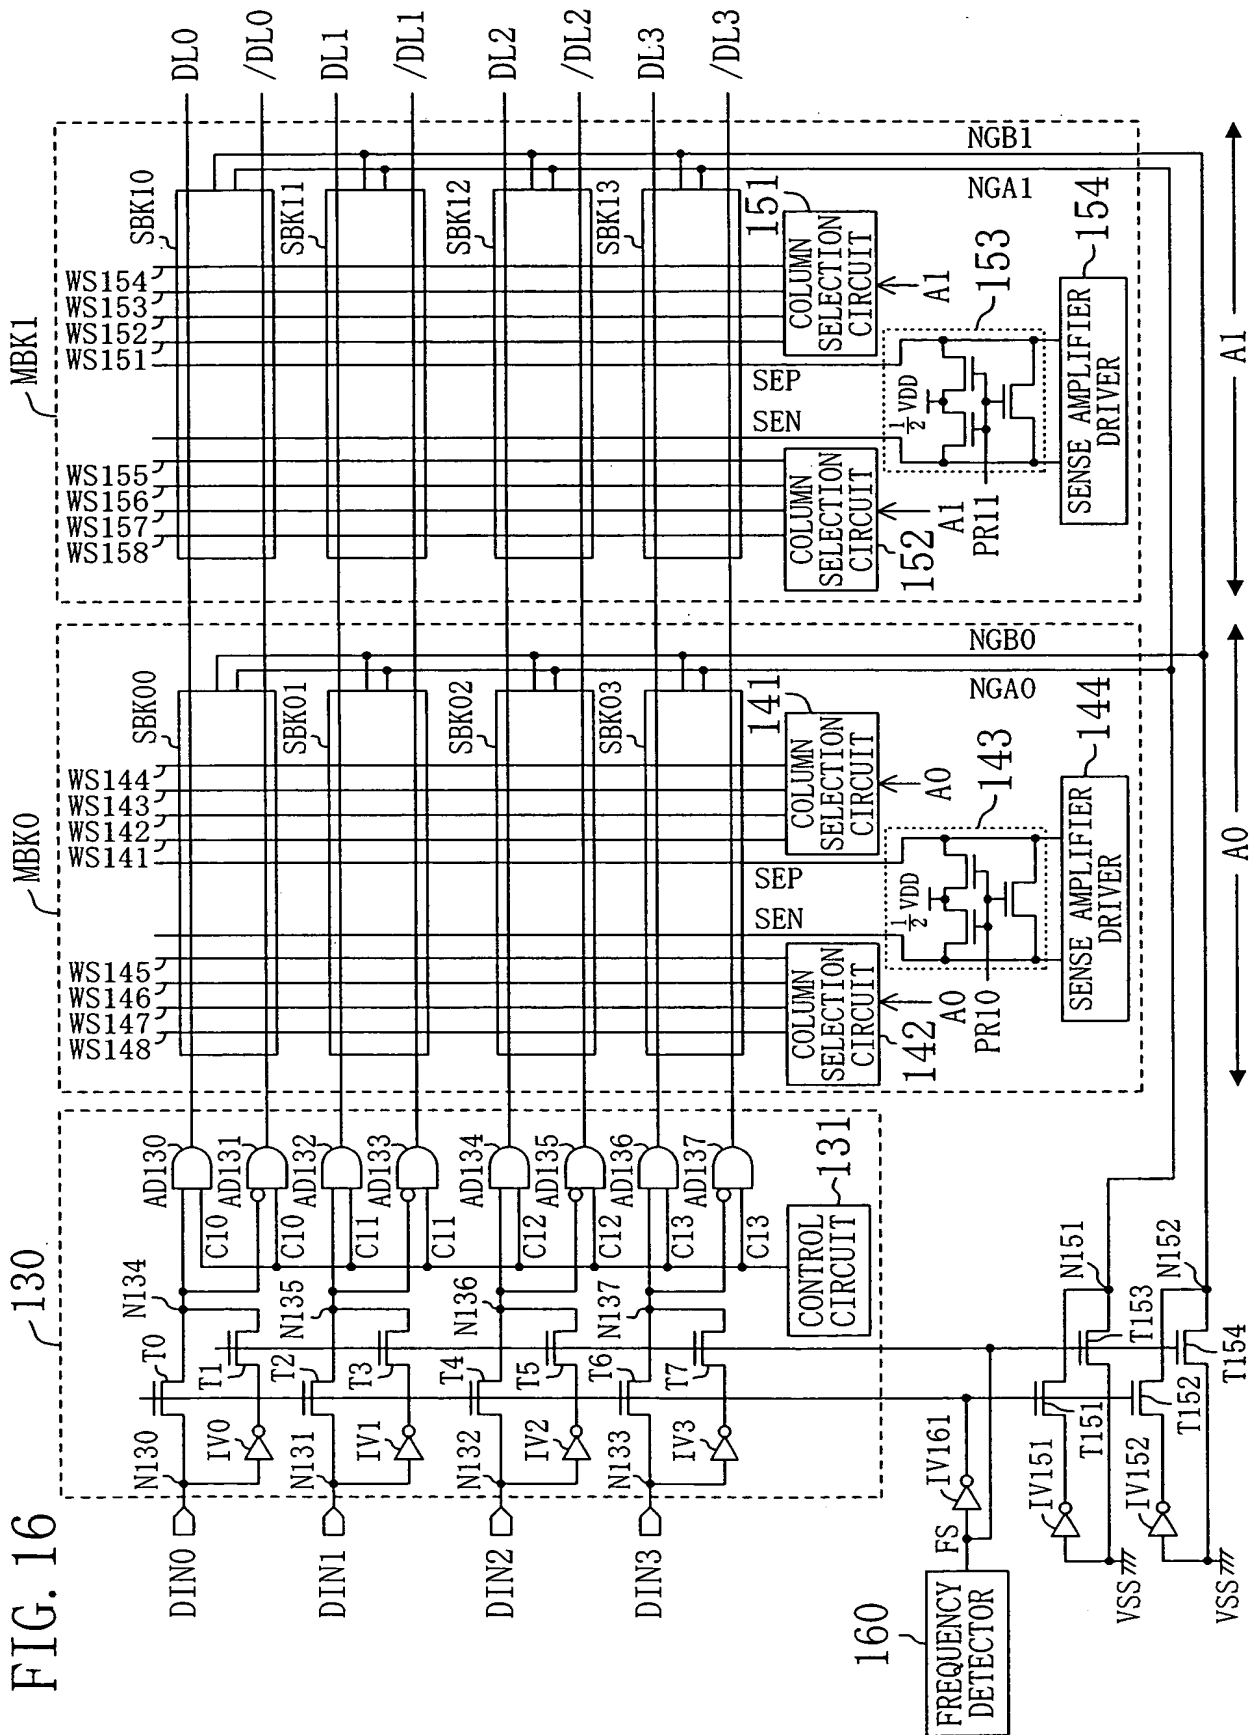 FIG. 16
130
MBK0
MBK1
DIN0
DIN1
DIN2
DIN3
N130
N131
N132
N133
T0
T1
T2
T3
T4
T5
T6
T7
IV0
IV1
IV2
IV3
N134
N135
N136
N137
C10
C10
C11
C11
C12
C12
C13
C13
AD130
AD131
AD132
AD133
AD134
AD135
AD136
AD137
CONTROL
CIRCUIT
131
WS148
WS147
WS146
WS145
WS141
WS142
WS143
WS144
SBK00
SBK01
SBK02
SBK03
SEN
SEP
COLUMN
SELECTION
CIRCUIT
142
A0
COLUMN
SELECTION
CIRCUIT
141
A0
NGA0
NGB0
PR10
1/2 VDD
143
SENSE AMPLIFIER
DRIVER
144
A0
WS158
WS157
WS156
WS155
WS151
WS152
WS153
WS154
SBK10
SBK11
SBK12
SBK13
DL0
/DL0
DL1
/DL1
DL2
/DL2
DL3
/DL3
SEN
SEP
COLUMN
SELECTION
CIRCUIT
152
A1
COLUMN
SELECTION
CIRCUIT
151
A1
NGA1
NGB1
PR11
1/2 VDD
153
SENSE AMPLIFIER
DRIVER
154
A1
160
FREQUENCY
DETECTOR
FS
IV161
VSS
IV151
T151
T153
N151
VSS
IV152
T152
T154
N152